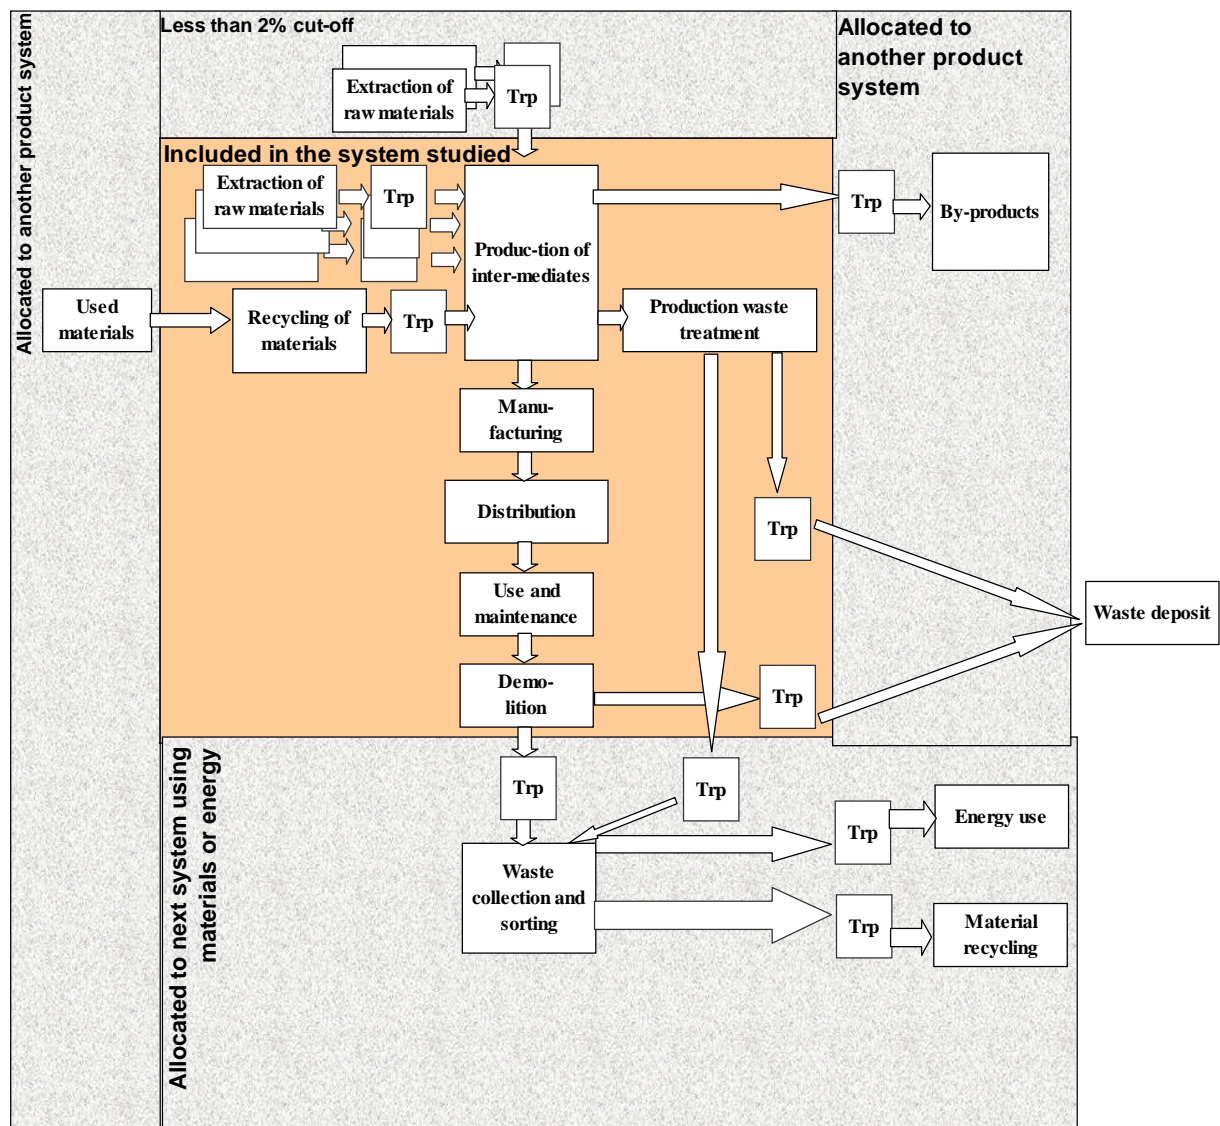 Allocated to another product system
Less than 2% cut-off
Allocated to
another product
system
Extraction of
raw materials
Trp
Included in the system studied
Extraction of
raw materials
Trp
Produc-tion of
inter-mediates
Trp
By-products
Used
materials
Recycling of
materials
Trp
Production waste
treatment
Manu-
facturing
Distribution
Trp
Use and
maintenance
Waste deposit
Demo-
lition
Trp
Allocated to next system using
materials or energy
Trp
Trp
Trp
Energy use
Waste
collection and
sorting
Trp
Material
recycling